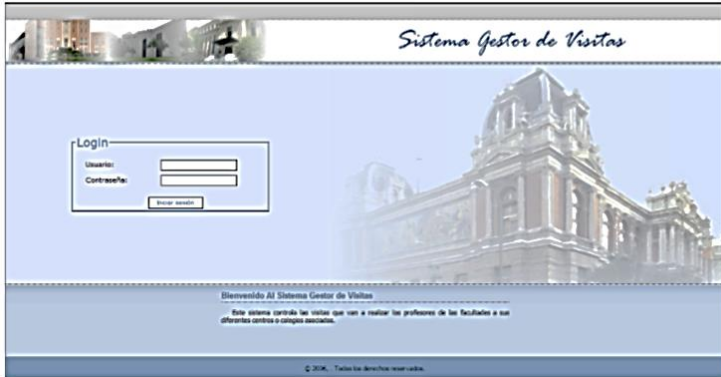 Sistema Gestor de Visitas
Login
Usuario:
Contraseña:
Iniciar sesión
Bienvenido Al Sistema Gestor de Visitas
Este sistema controla las visitas que van a realizar los profesores de las facultades a sus
diferentes centros o colegios asociados.
© 2006, . Todos los derechos reservados.